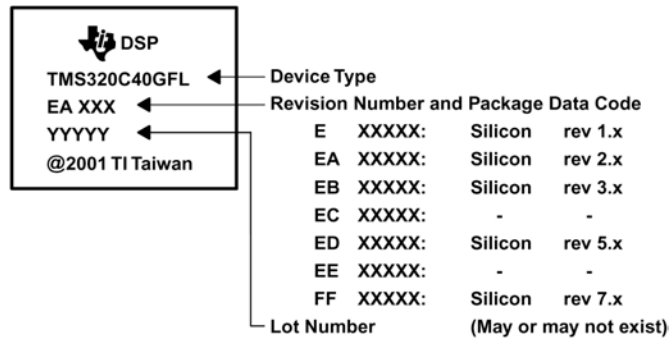 DSP
TMS320C40GFL
EA XXX
YYYYY
@2001 TI Taiwan
Device Type
Revision Number and Package Data Code
E XXXXX: Silicon rev 1.x
EA XXXXX: Silicon rev 2.x
EB XXXXX: Silicon rev 3.x
EC XXXXX: - -
ED XXXXX: Silicon rev 5.x
EE XXXXX: - -
FF XXXXX: Silicon rev 7.x
Lot Number (May or may not exist)